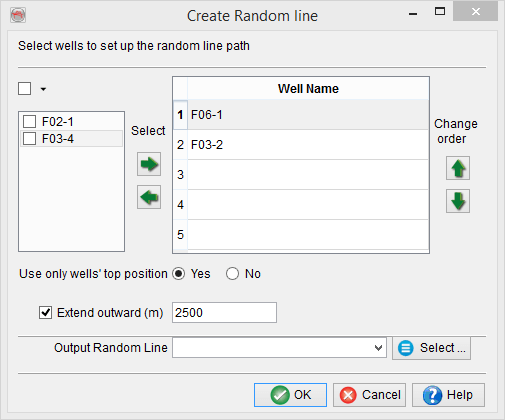 Create Random line
Select wells to set up the random line path
Well Name
F02-1
F03-4
Select
1 F06-1
2 F03-2
3
4
5
Change order
Use only wells' top position Yes No
Extend outward (m) 2500
Output Random Line Select ...
OK Cancel Help